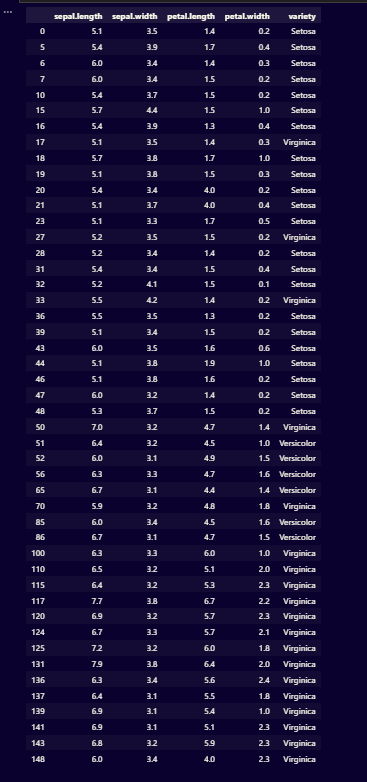 sepal.length sepal.width petal.length petal.width variety
0 5.1 3.5 1.4 0.2 Setosa
5 5.4 3.9 1.7 0.4 Setosa
6 6.0 3.4 1.4 0.3 Setosa
7 6.0 3.4 1.5 0.2 Setosa
10 5.4 3.7 1.5 0.2 Setosa
15 5.7 4.4 1.5 1.0 Setosa
16 5.4 3.9 1.3 0.4 Setosa
17 5.1 3.5 1.4 0.3 Virginica
18 5.7 3.8 1.7 1.0 Setosa
19 5.1 3.8 1.5 0.3 Setosa
20 5.4 3.4 4.0 0.2 Setosa
21 5.1 3.7 4.0 0.4 Setosa
23 5.1 3.3 1.7 0.5 Setosa
27 5.2 3.5 1.5 0.2 Virginica
28 5.2 3.4 1.4 0.2 Setosa
31 5.4 3.4 1.5 0.4 Setosa
32 5.2 4.1 1.5 0.1 Setosa
33 5.5 4.2 1.4 0.2 Virginica
36 5.5 3.5 1.3 0.2 Setosa
39 5.1 3.4 1.5 0.2 Setosa
43 6.0 3.5 1.6 0.6 Setosa
44 5.1 3.8 1.9 1.0 Setosa
46 5.1 3.8 1.6 0.2 Setosa
47 6.0 3.2 1.4 0.2 Setosa
48 5.3 3.7 1.5 0.2 Setosa
50 7.0 3.2 4.7 1.4 Virginica
51 6.4 3.2 4.5 1.0 Versicolor
52 6.0 3.1 4.9 1.5 Versicolor
56 6.3 3.3 4.7 1.6 Versicolor
65 6.7 3.1 4.4 1.4 Versicolor
70 5.9 3.2 4.8 1.8 Virginica
85 6.0 3.4 4.5 1.6 Versicolor
86 6.7 3.1 4.7 1.5 Versicolor
100 6.3 3.3 6.0 1.0 Virginica
110 6.5 3.2 5.1 2.0 Virginica
115 6.4 3.2 5.3 2.3 Virginica
117 7.7 3.8 6.7 2.2 Virginica
120 6.9 3.2 5.7 2.3 Virginica
124 6.7 3.3 5.7 2.1 Virginica
125 7.2 3.2 6.0 1.8 Virginica
131 7.9 3.8 6.4 2.0 Virginica
136 6.3 3.4 5.6 2.4 Virginica
137 6.4 3.1 5.5 1.8 Virginica
139 6.9 3.1 5.4 1.0 Virginica
141 6.9 3.1 5.1 2.3 Virginica
143 6.8 3.2 5.9 2.3 Virginica
148 6.0 3.4 4.0 2.3 Virginica